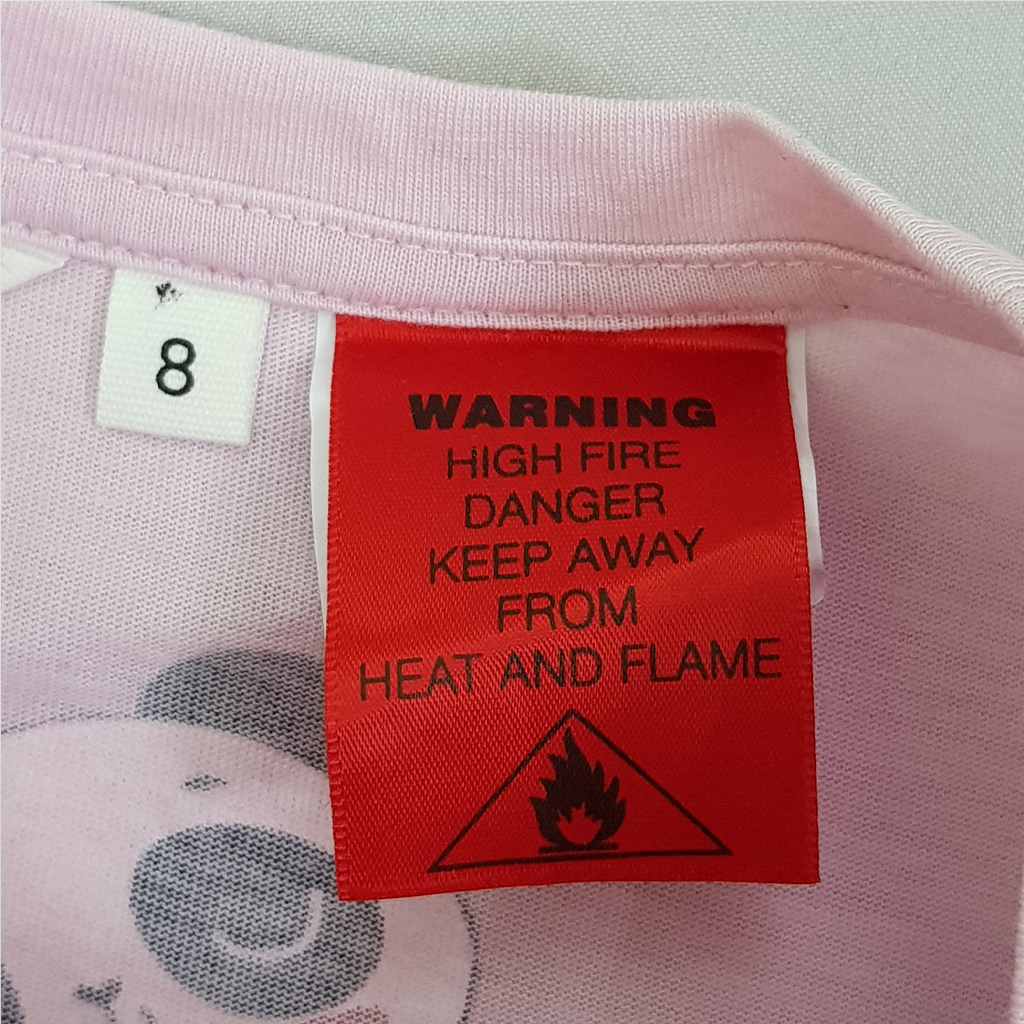 8
WARNING
HIGH FIRE
DANGER
KEEP AWAY
FROM
HEAT AND FLAME